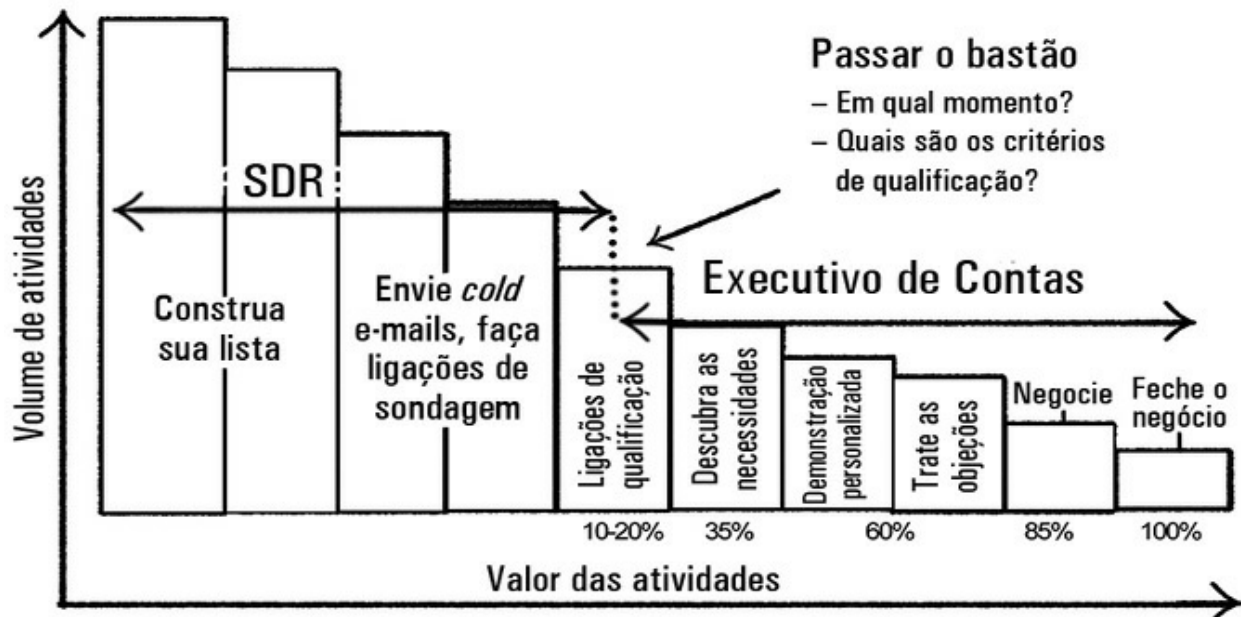 Passar o bastão
– Em qual momento?
– Quais são os critérios
de qualificação?
SDR
Executivo de Contas
Volume de atividades
Construa
sua lista
Envie cold
e-mails, faça
ligações de
sondagem
Ligações de
qualificação
Descubra as
necessidades
Demonstração
personalizada
Trate as
objeções
Negocie
Feche o
negócio
10-20%
35%
60%
85%
100%
Valor das atividades